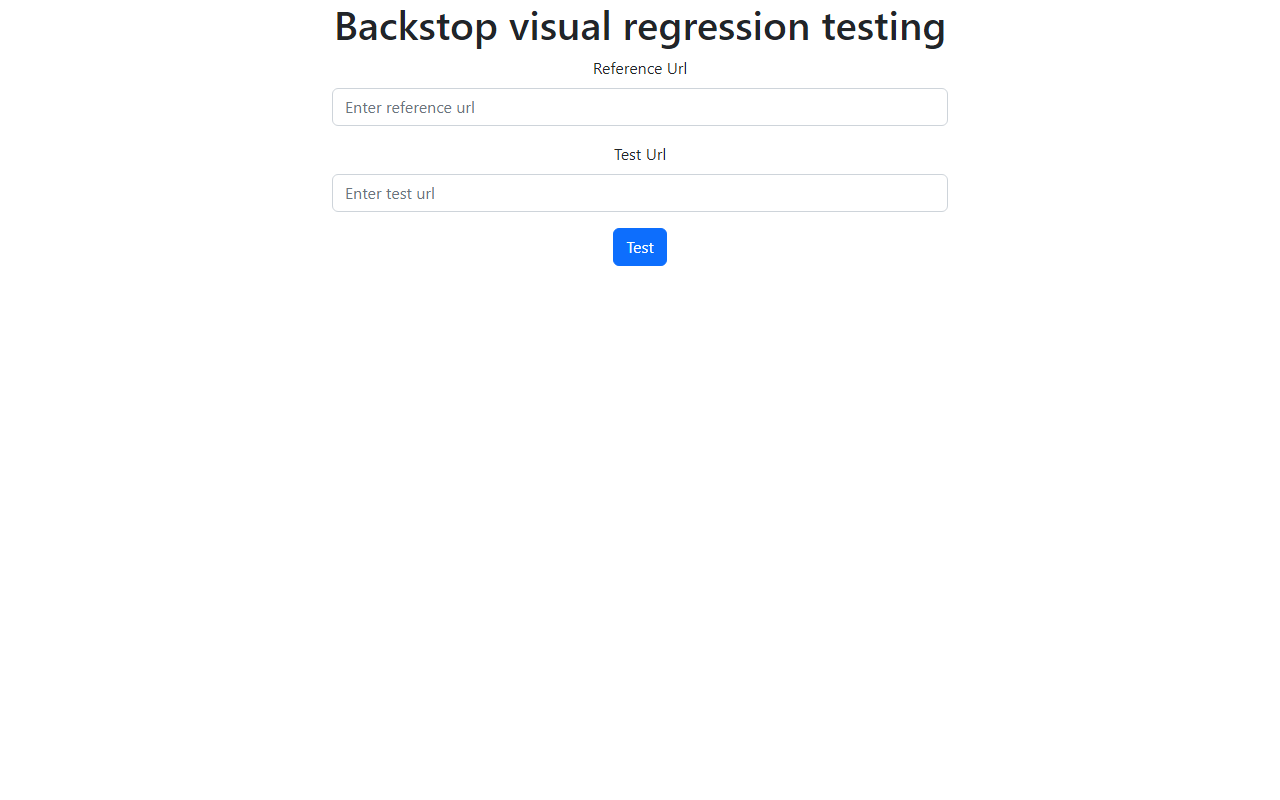 Backstop visual regression testing
Reference Url
Enter reference url
Test Url
Enter test url
Test